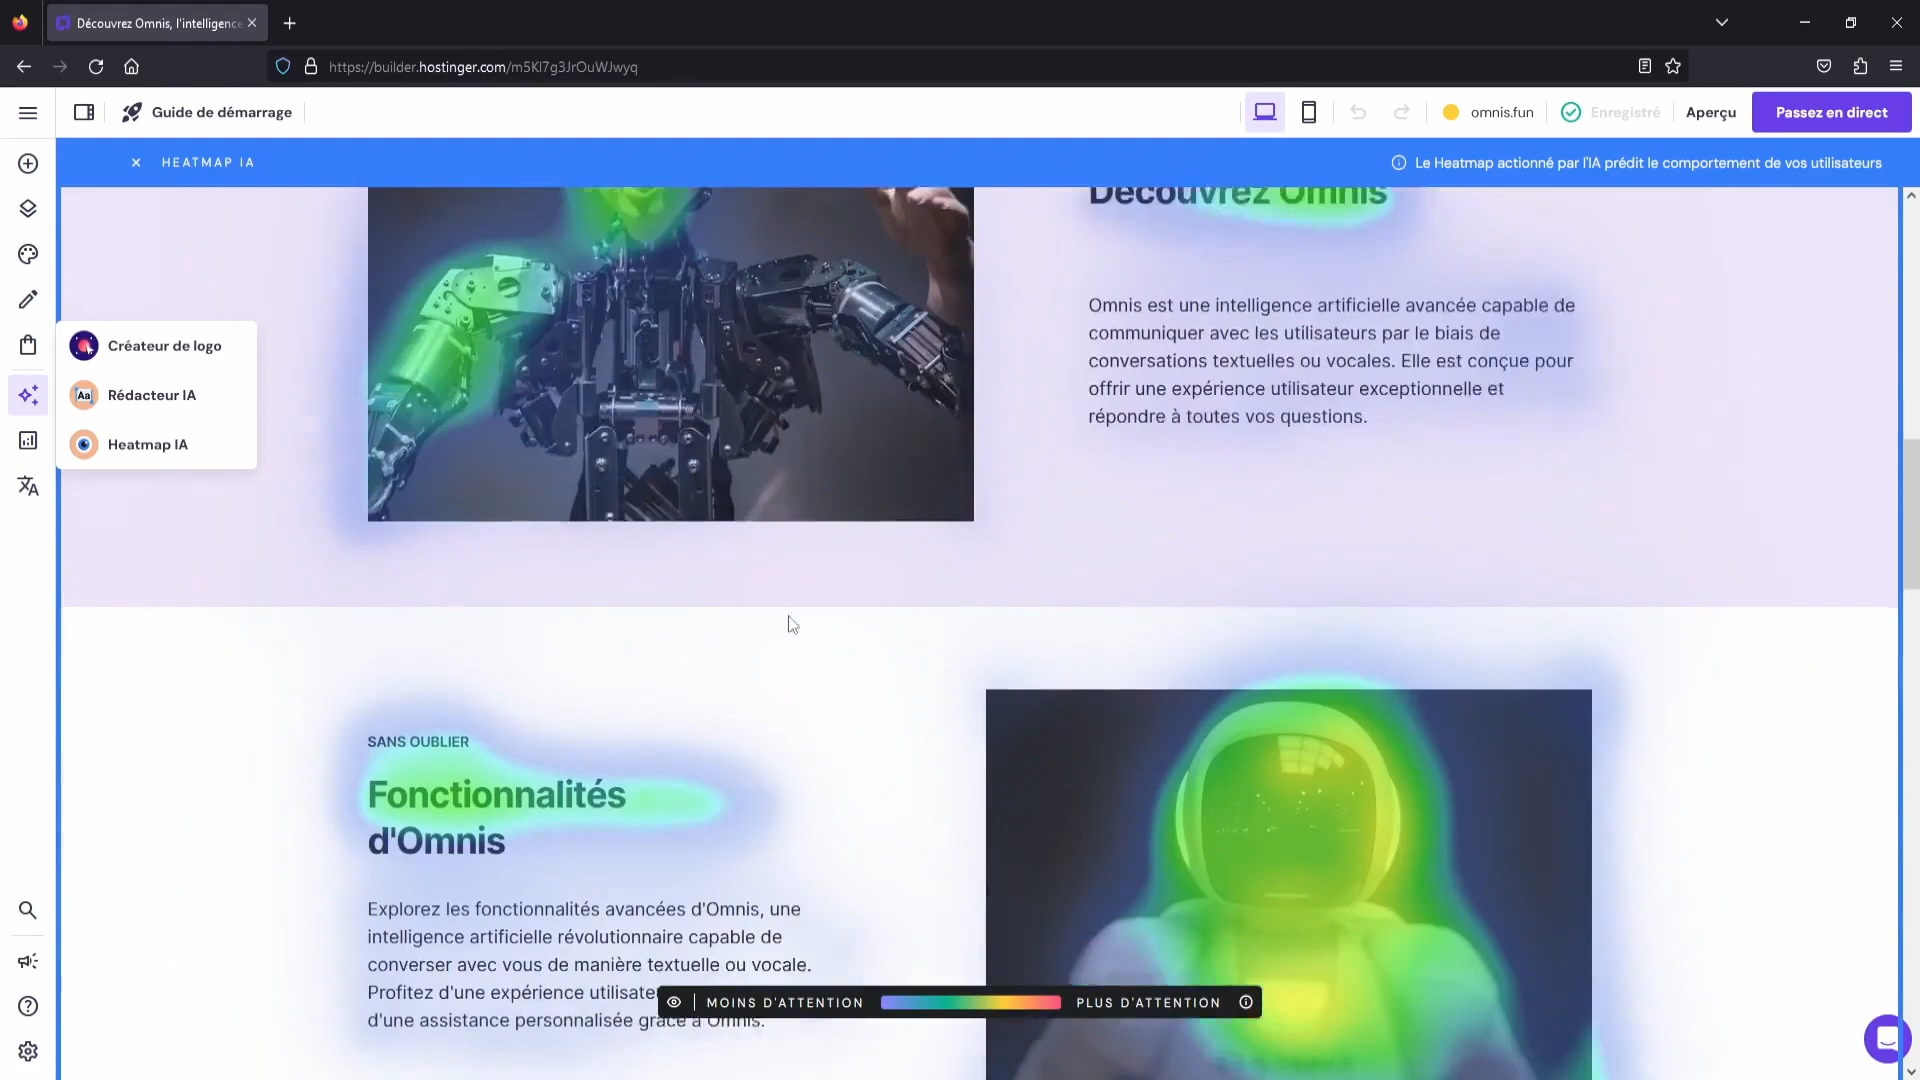 Découvrez Omnis, l'intelligence
https://builder.hostinger.com/m5Kl7g3JrOuWJwyq
Guide de démarrage
omnis.fun
Enregistré
Aperçu
Passez en direct
HEATMAP IA
Le Heatmap actionné par l'IA prédit le comportement de vos utilisateurs
Découvrez Omnis
Omnis est une intelligence artificielle avancée capable de
communiquer avec les utilisateurs par le biais de
conversations textuelles ou vocales. Elle est conçue pour
offrir une expérience utilisateur exceptionnelle et
répondre à toutes vos questions.
Créateur de logo
Aa
Rédacteur IA
Heatmap IA
SANS OUBLIER
Fonctionnalités
d'Omnis
Explorez les fonctionnalités avancées d'Omnis, une
intelligence artificielle révolutionnaire capable de
converser avec vous de manière textuelle ou vocale.
Profitez d'une expérience utilisate
d'une assistance personnalisée grâce à Omnis.
MOINS D'ATTENTION
PLUS D'ATTENTION